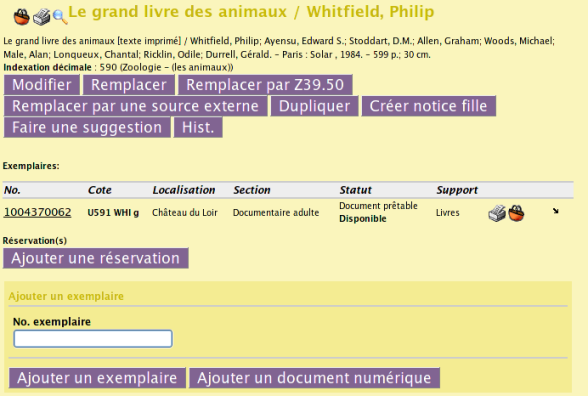 Le grand livre des animaux / Whitfield, Philip
Le grand livre des animaux [texte imprimé] / Whitfield, Philip; Ayensu, Edward S.; Stoddart, D.M.; Allen, Graham; Woods, Michael;
Male, Alan; Lonqueux, Chantal; Ricklin, Odile; Durrell, Gérald. - Paris : Solar , 1984. - 599 p.; 30 cm.
Indexation décimale : 590 (Zoologie - (les animaux))
Modifier Remplacer Remplacer par Z39.50
Remplacer par une source externe Dupliquer Créer notice fille
Faire une suggestion Hist.
Exemplaires:
No. Cote Localisation Section Statut Support
1004370062 U591 WHI g Château du Loir Documentaire adulte Document prêtable Livres
Disponible
Réservation(s)
Ajouter une réservation
Ajouter un exemplaire
No. exemplaire
Ajouter un exemplaire Ajouter un document numérique